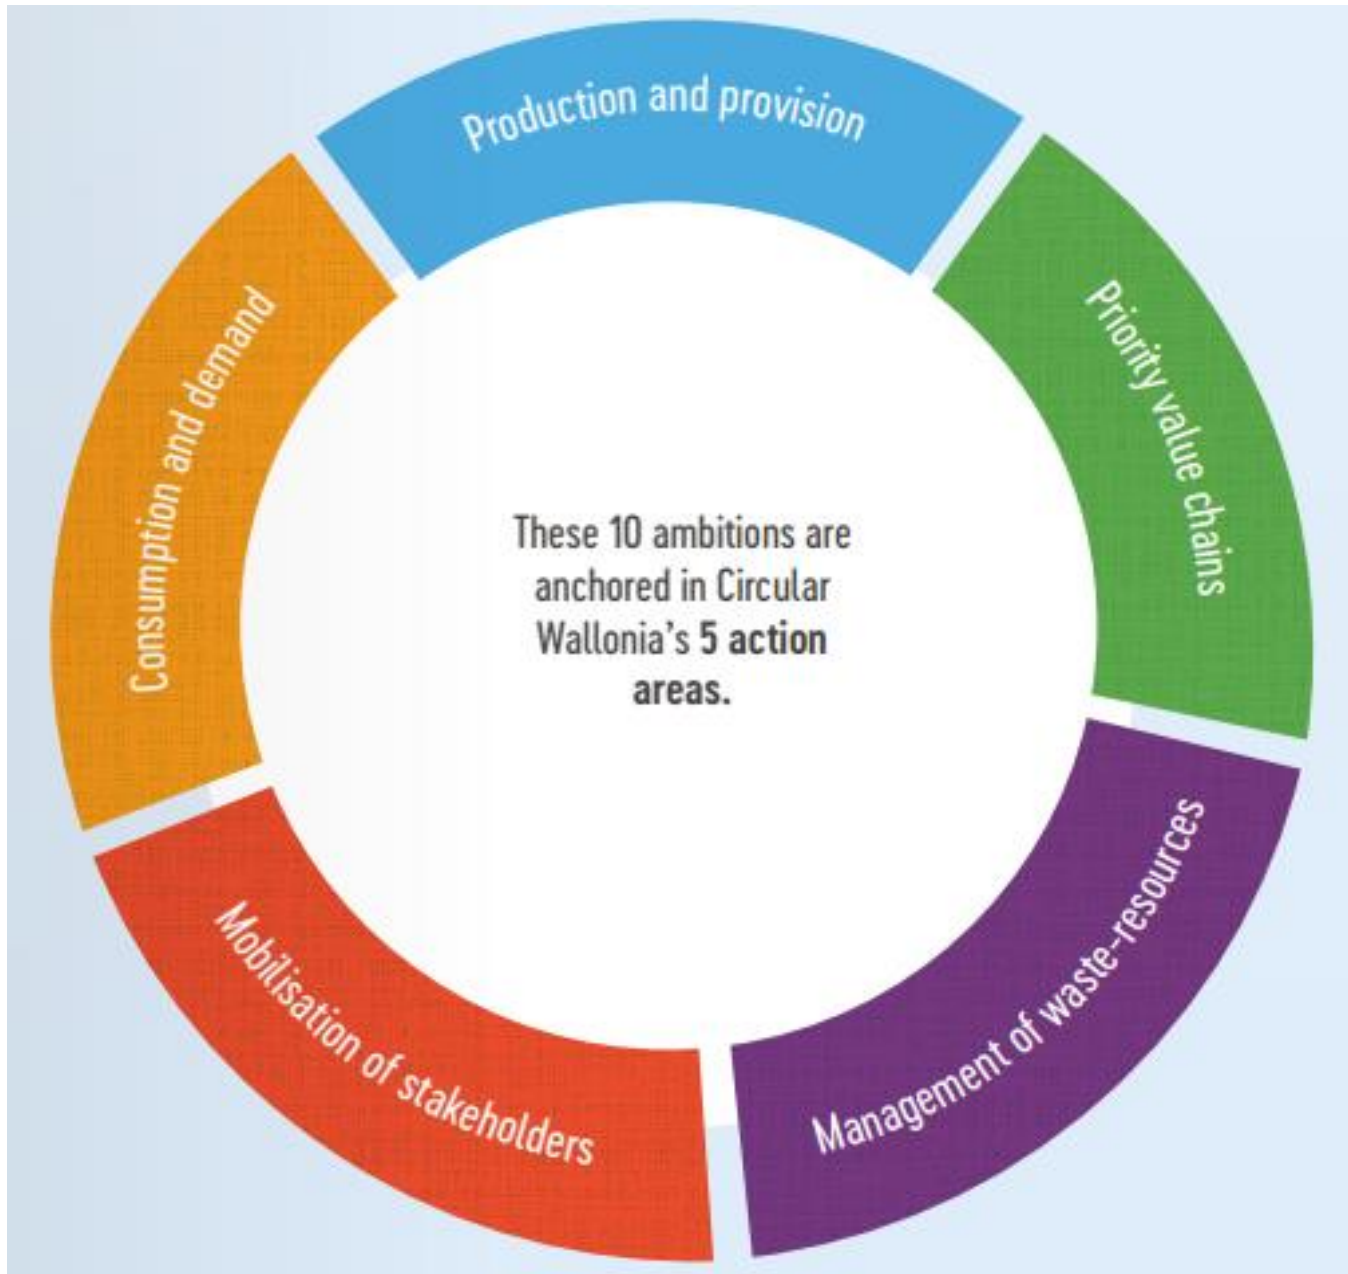 Production and provision
Priority value chains
Management of waste-resources
Mobilisation of stakeholders
Consumption and demand
These 10 ambitions are
anchored in Circular
Wallonia’s 5 action
areas.